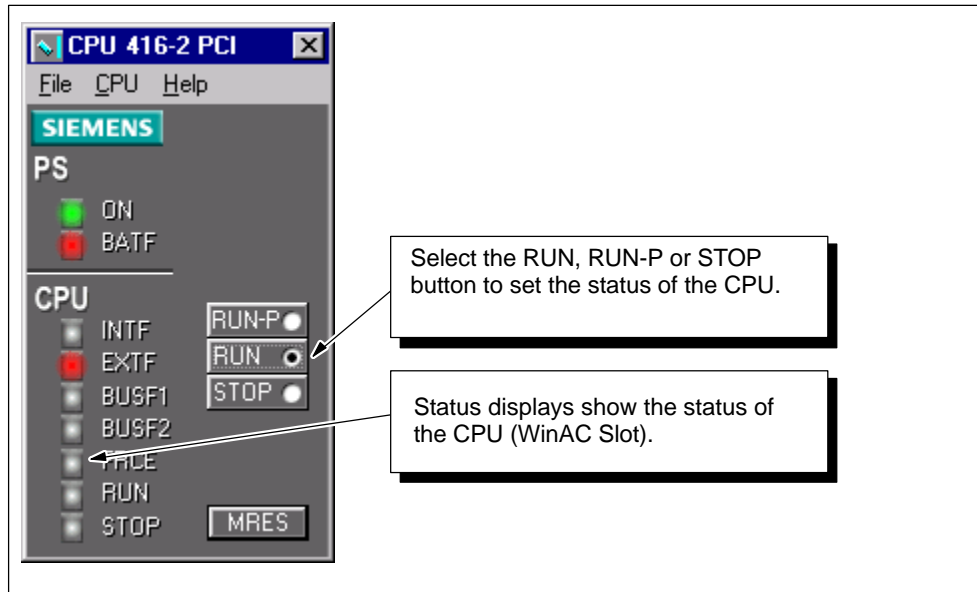 CPU 416-2 PCI
File CPU Help
SIEMENS
PS
ON
BATF
CPU
INTF
EXTF
BUSF1
BUSF2
FRCE
RUN
STOP
RUN-P
RUN
STOP
MRES
Select the RUN, RUN-P or STOP
button to set the status of the CPU.
Status displays show the status of
the CPU (WinAC Slot).